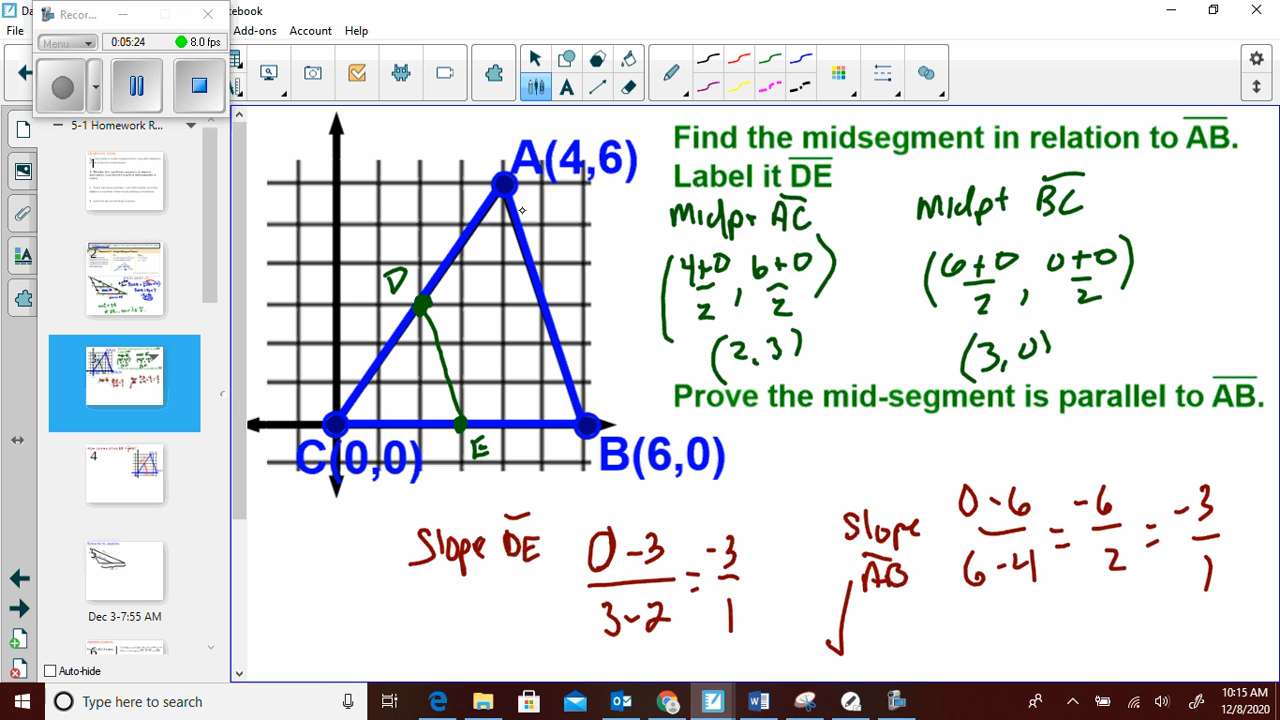 Recor...
Menu
0:05:24
8.0 fps
Da
ebook
File
Add-ons
Account
Help
5-1 Homework R...
Find the midsegment in relation to AB.
Label it DE
Midpt AC
Midpt BC
(4+0/2, 6+0/2)
(6+0/2, 0+0/2)
(2,3)
(3,0)
Prove the mid-segment is parallel to AB.
A(4,6)
D
E
C(0,0)
B(6,0)
Slope DE
0-3/3-2 = -3/1
Slope AB
0-6/6-4 = -6/2 = -3/1
2
4
Dec 3-7:55 AM
Auto-hide
Type here to search
10:15 AM
12/8/2020